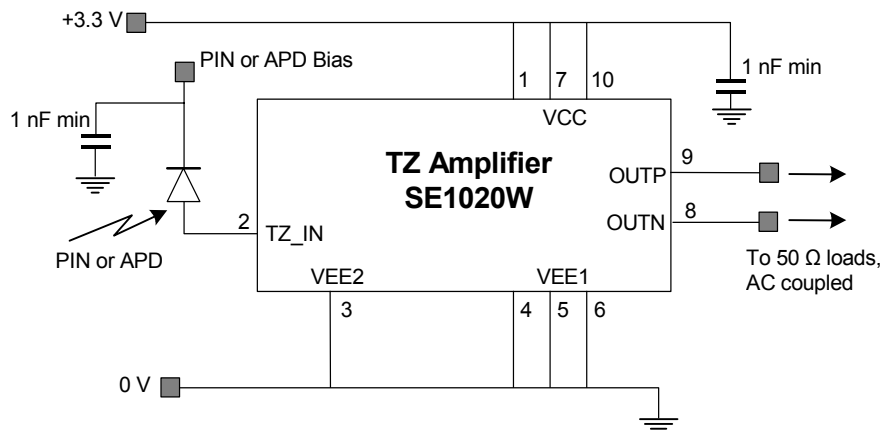 +3.3 V
PIN or APD Bias
1 nF min
1 7 10
1 nF min
VCC
TZ Amplifier
SE1020W
9
OUTP
OUTN
8
2
TZ_IN
PIN or APD
To 50 Ω loads,
AC coupled
VEE2
VEE1
3
4
5
6
0 V